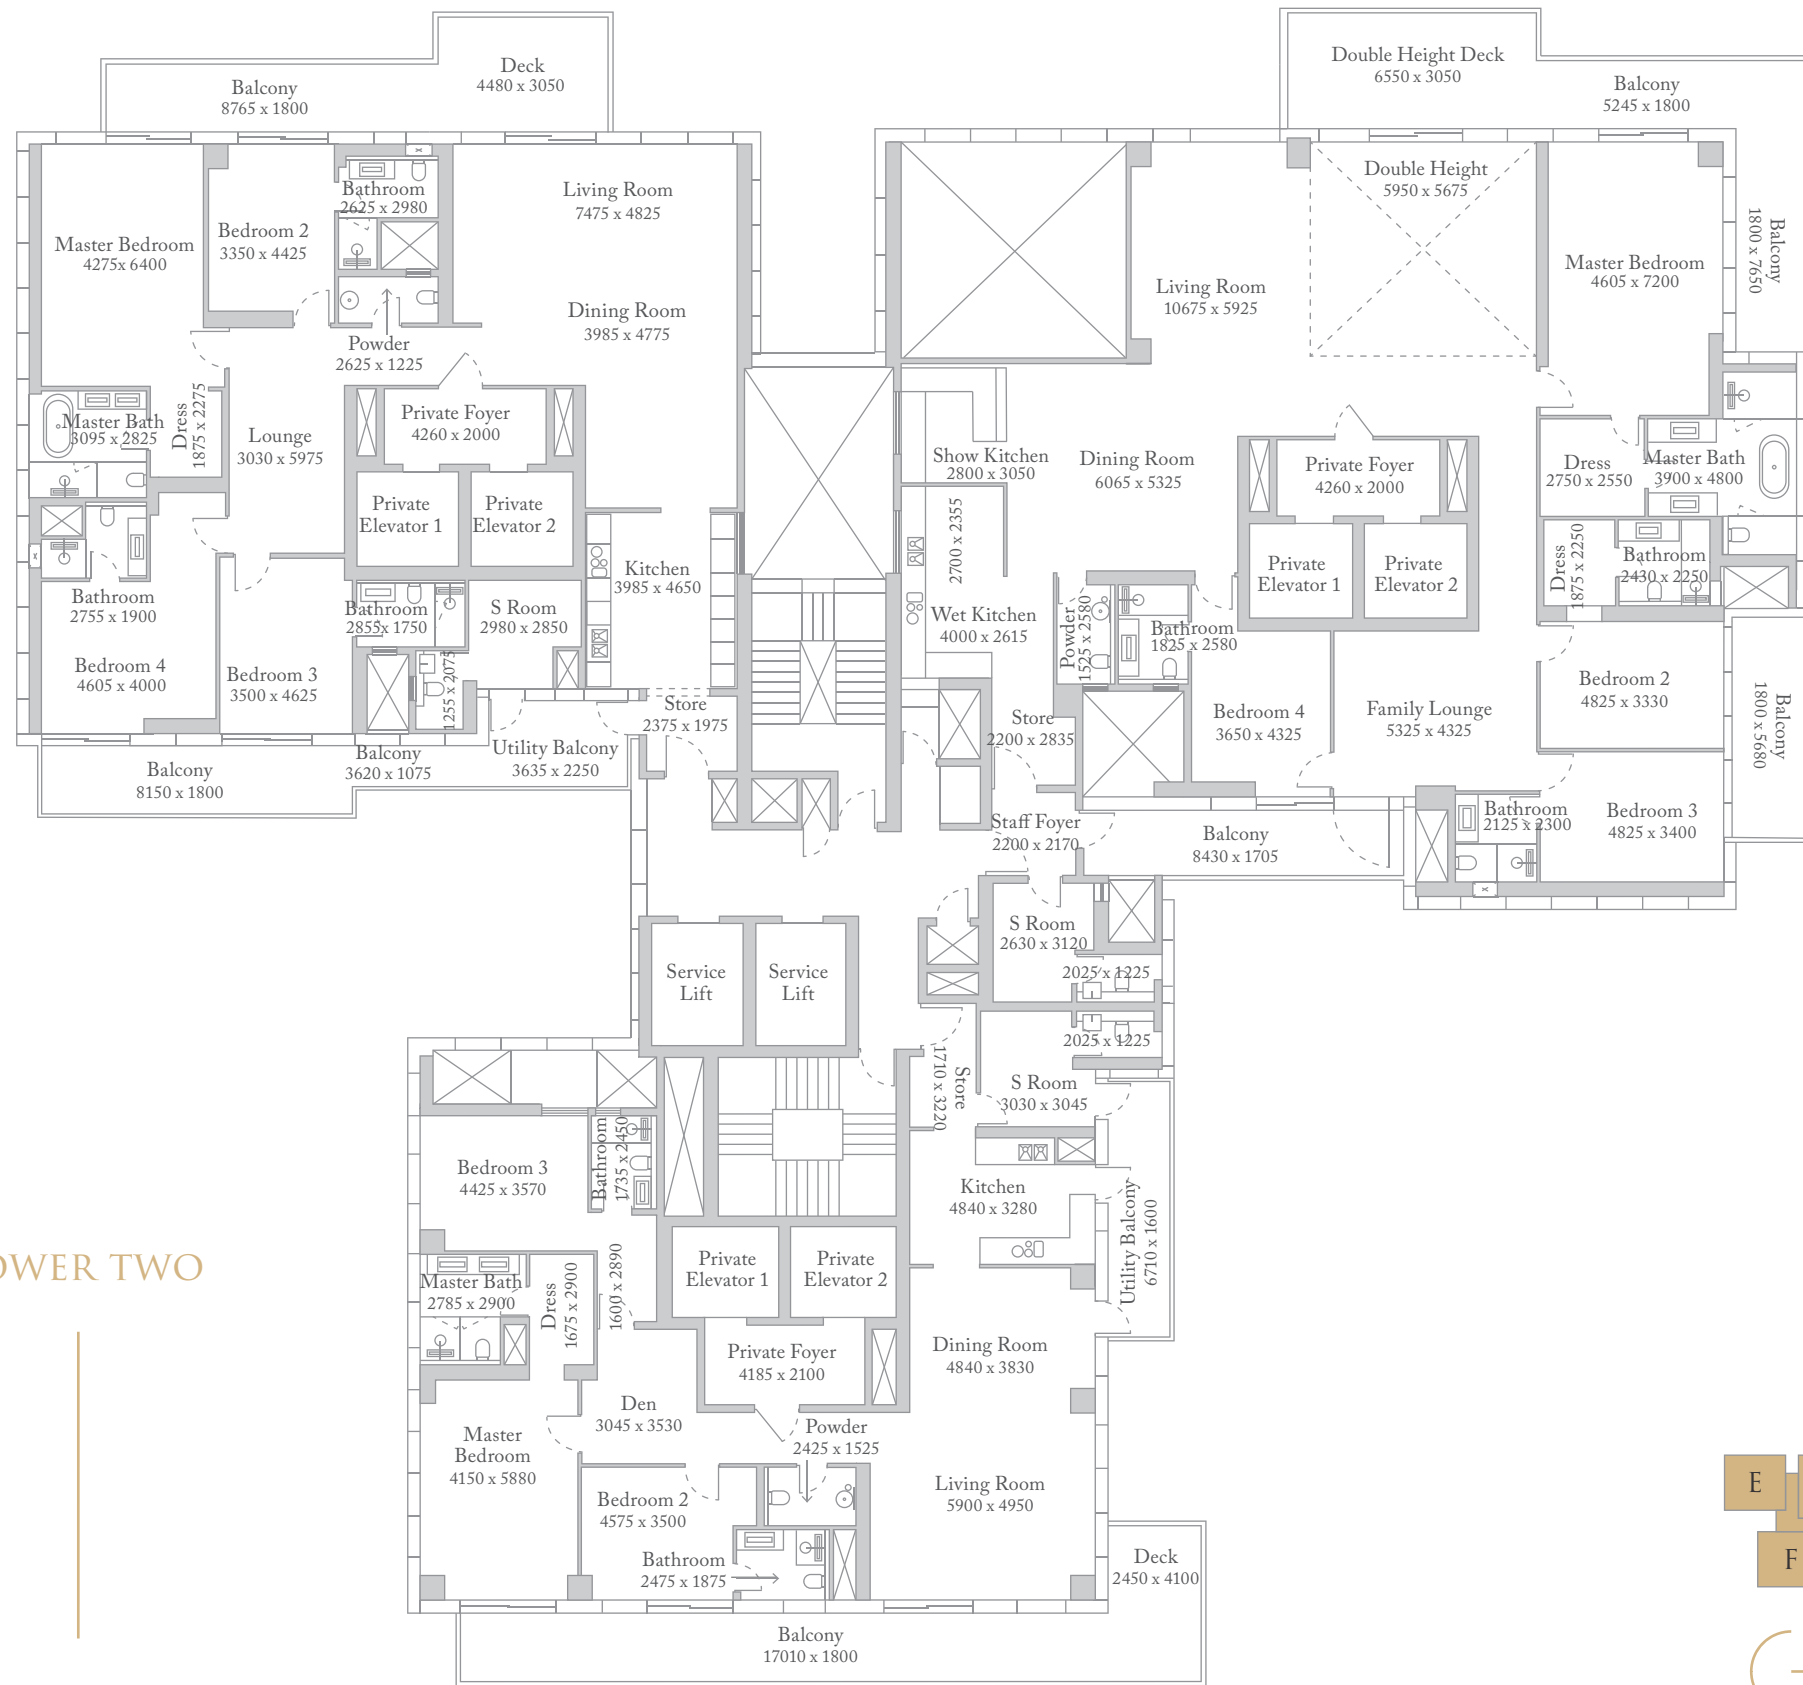 Deck
4480 x 3050
Balcony
8765 x 1800
Double Height Deck
6550 x 3050
Balcony
5245 x 1800
Living Room
7475 x 4825
Bathroom
2625 x 2980
Bedroom 2
3350 x 4425
Master Bedroom
4275x 6400
Dining Room
3985 x 4775
Powder
2625 x 1225
Private Foyer
4260 x 2000
Master Bath
3095 x 2825
Dress
1875 x 2275
Lounge
3030 x 5975
Private
Elevator 1
Private
Elevator 2
Kitchen
3985 x 4650
Bathroom
2755 x 1900
Bathroom
2855x 1750
S Room
2980 x 2850
Bedroom 4
4605 x 4000
Bedroom 3
3500 x 4625
1255 x 2075
Store
2375 x 1975
Utility Balcony
3635 x 2250
Balcony
3620 x 1075
Balcony
8150 x 1800
Double Height
5950 x 5675
Balcony
1800 x 7650
Master Bedroom
4605 x 7200
Living Room
10675 x 5925
Show Kitchen
2800 x 3050
Dining Room
6065 x 5325
Private Foyer
4260 x 2000
Dress
2750 x 2550
Master Bath
3900 x 4800
2700 x 2355
Private
Elevator 1
Private
Elevator 2
Dress
1875 x 2250
Bathroom
2430 x 2250
Wet Kitchen
4000 x 2615
Powder
1525 x 2580
Bathroom
1825 x 2580
Bedroom 2
4825 x 3330
Store
2200 x 2835
Bedroom 4
3650 x 4325
Family Lounge
5325 x 4325
Balcony
1800 x 5680
Staff Foyer
2200 x 2170
Balcony
8430 x 1705
Bathroom
2125 x 2300
Bedroom 3
4825 x 3400
S Room
2630 x 3120
2025 x 1225
Service
Lift
Service
Lift
2025 x 1225
Store
1710 x 3220
S Room
3030 x 3045
Bedroom 3
4425 x 3570
Bathroom
1735 x 2450
Kitchen
4840 x 3280
Utility Balcony
6710 x 1600
OWER TWO
Master Bath
2785 x 2900
Dress
1675 x 2900
1600 x 2890
Private
Elevator 1
Private
Elevator 2
Private Foyer
4185 x 2100
Dining Room
4840 x 3830
Den
3045 x 3530
Powder
2425 x 1525
Master
Bedroom
4150 x 5880
Living Room
5900 x 4950
Bedroom 2
4575 x 3500
Bathroom
2475 x 1875
Deck
2450 x 4100
Balcony
17010 x 1800
E
F